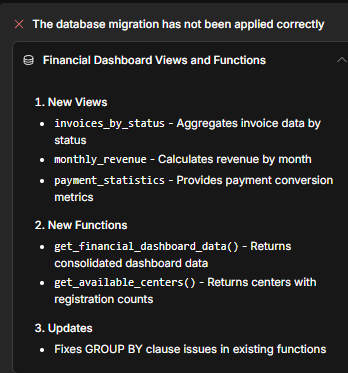 The database migration has not been applied correctly
Financial Dashboard Views and Functions
1. New Views
• invoices_by_status - Aggregates invoice data by
status
• monthly_revenue - Calculates revenue by month
• payment_statistics - Provides payment conversion
metrics
2. New Functions
• get_financial_dashboard_data() - Returns
consolidated dashboard data
• get_available_centers() - Returns centers with
registration counts
3. Updates
• Fixes GROUP BY clause issues in existing functions